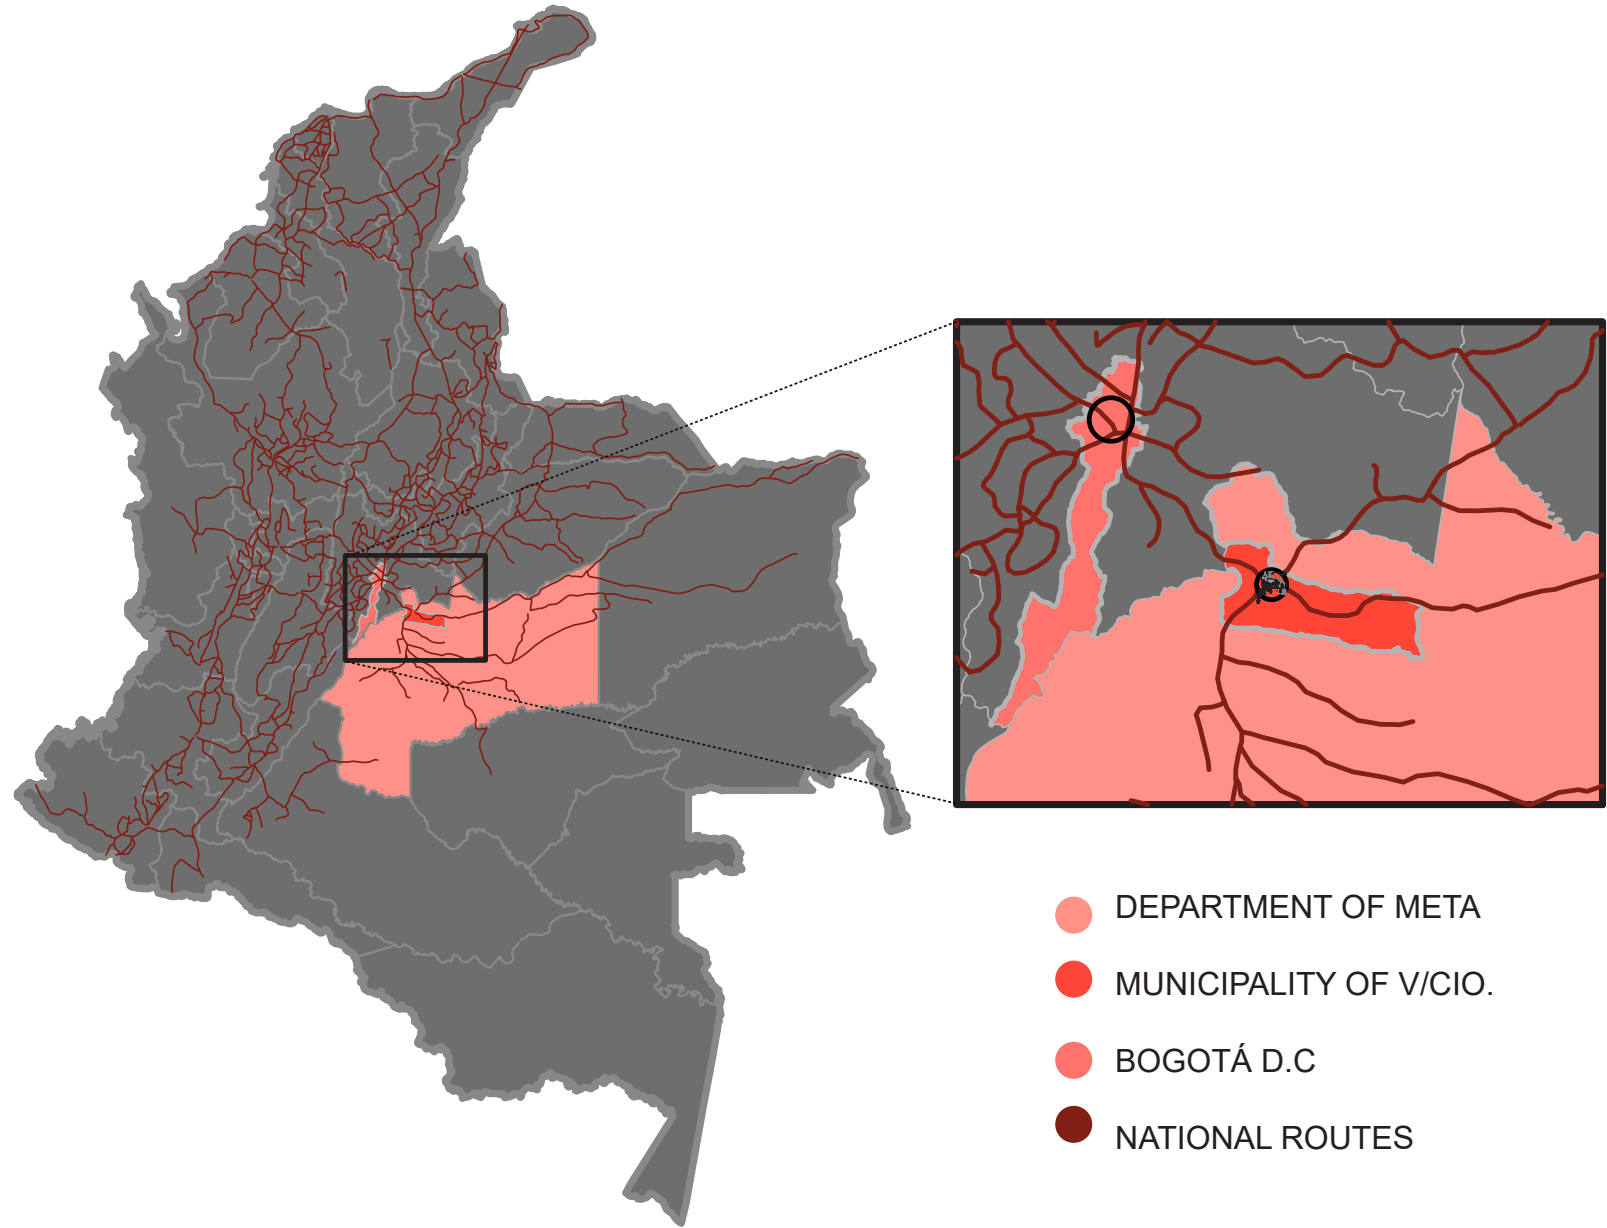 DEPARTMENT OF META
MUNICIPALITY OF V/CIO.
BOGOTÁ D.C
NATIONAL ROUTES